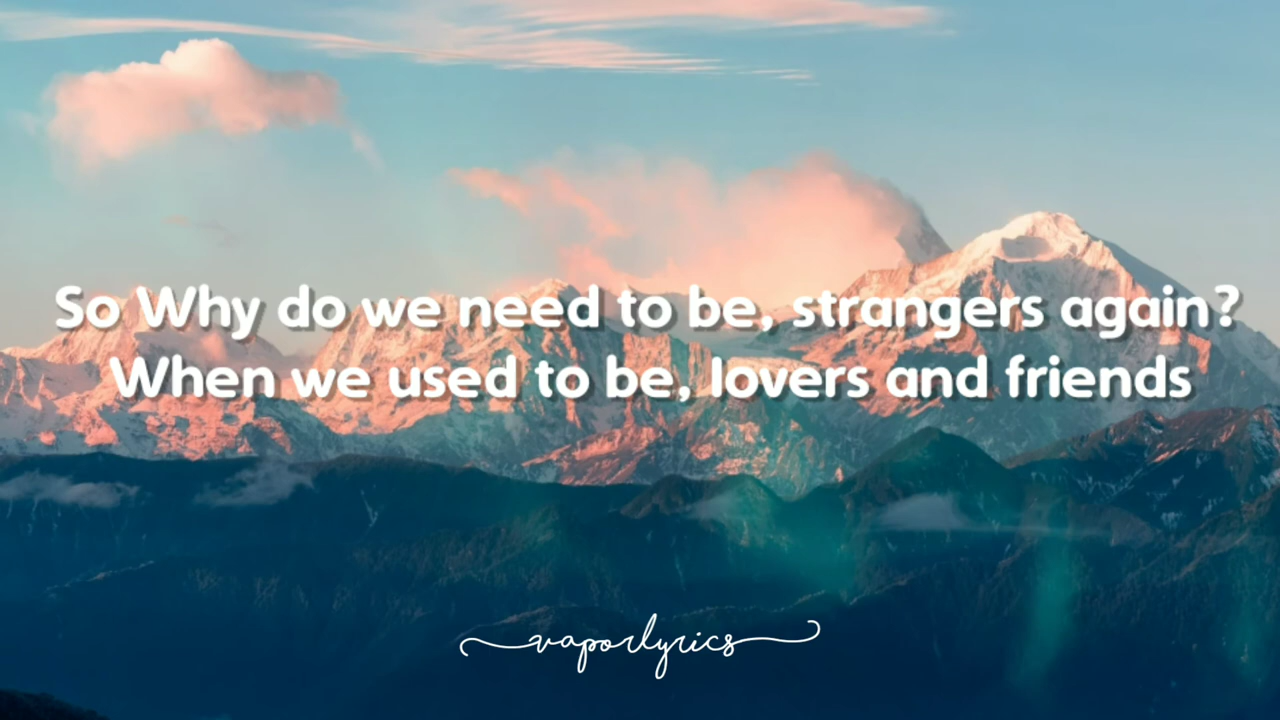 So Why do we need to be, strangers again?
When we used to be, lovers and friends
vaporlyrics